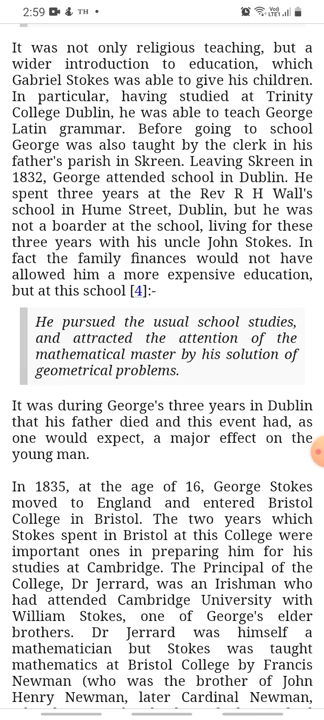 2:59 TH •
Vo) LTE1
It was not only religious teaching, but a
wider introduction to education, which
Gabriel Stokes was able to give his children.
In particular, having studied at Trinity
College Dublin, he was able to teach George
Latin grammar. Before going to school
George was also taught by the clerk in his
father's parish in Skreen. Leaving Skreen in
1832, George attended school in Dublin. He
spent three years at the Rev R H Wall's
school in Hume Street, Dublin, but he was
not a boarder at the school, living for these
three years with his uncle John Stokes. In
fact the family finances would not have
allowed him a more expensive education,
but at this school [4]:-
He pursued the usual school studies,
and attracted the attention of the
mathematical master by his solution of
geometrical problems.
It was during George's three years in Dublin
that his father died and this event had, as
one would expect, a major effect on the
young man.
In 1835, at the age of 16, George Stokes
moved to England and entered Bristol
College in Bristol. The two years which
Stokes spent in Bristol at this College were
important ones in preparing him for his
studies at Cambridge. The Principal of the
College, Dr Jerrard, was an Irishman who
had attended Cambridge University with
William Stokes, one of George's elder
brothers. Dr Jerrard was himself a
mathematician but Stokes was taught
mathematics at Bristol College by Francis
Newman (who was the brother of John
Henry Newman, later Cardinal Newman,